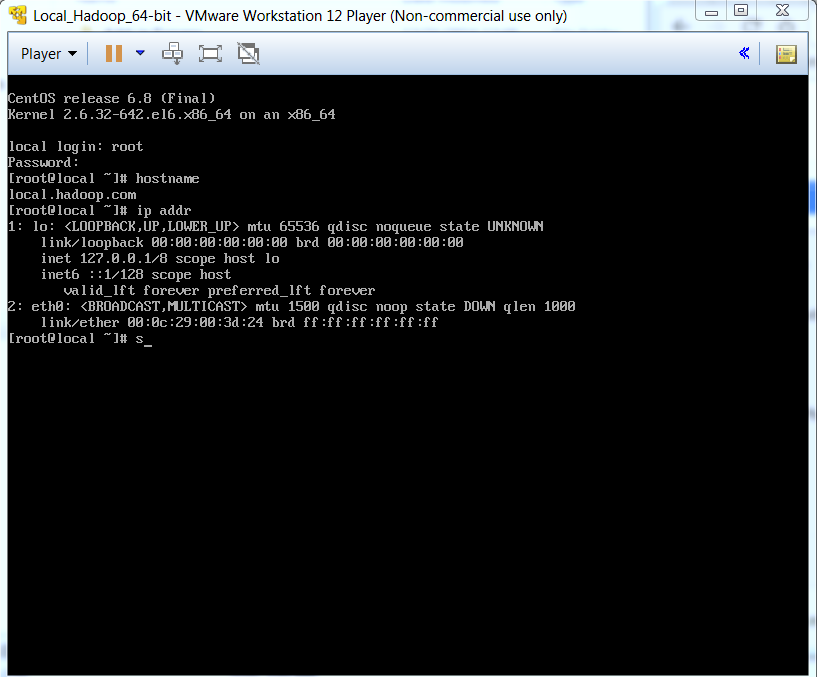 Local_Hadoop_64-bit - VMware Workstation 12 Player (Non-commercial use only)
Player
CentOS release 6.8 (Final)
Kernel 2.6.32-642.el6.x86_64 on an x86_64
local login: root
Password:
[root@local ~]# hostname
local.hadoop.com
[root@local ~]# ip addr
1: lo: <LOOPBACK,UP,LOWER_UP> mtu 65536 qdisc noqueue state UNKNOWN
    link/loopback 00:00:00:00:00:00 brd 00:00:00:00:00:00
    inet 127.0.0.1/8 scope host lo
    inet6 ::1/128 scope host
       valid_lft forever preferred_lft forever
2: eth0: <BROADCAST,MULTICAST> mtu 1500 qdisc noop state DOWN qlen 1000
    link/ether 00:0c:29:00:3d:24 brd ff:ff:ff:ff:ff:ff
[root@local ~]# s_